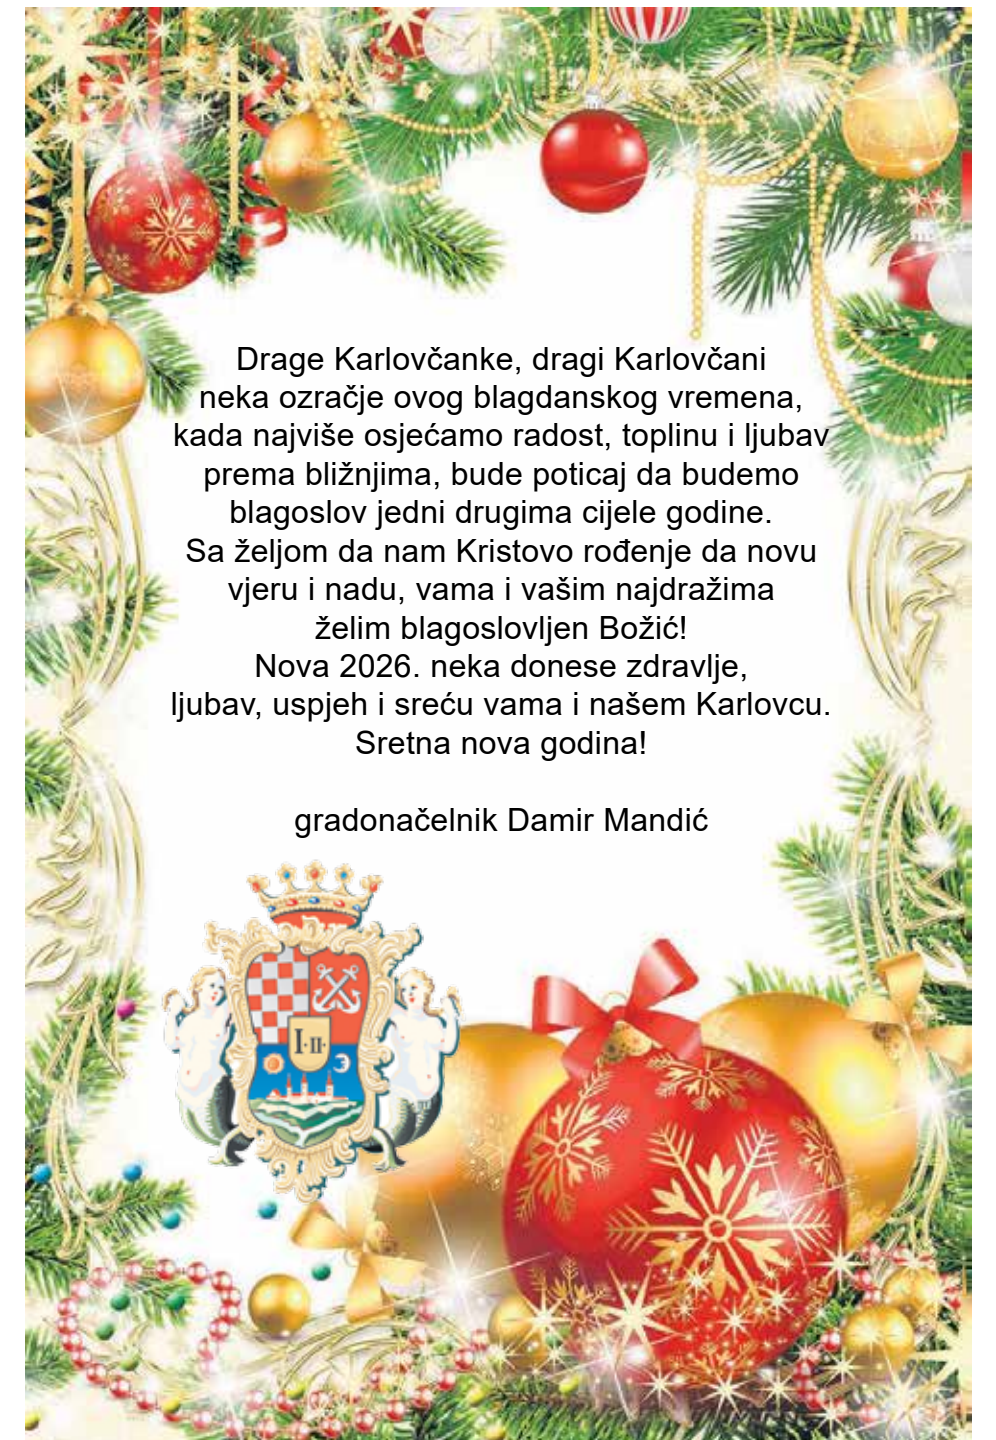 Drage Karlovčanke, dragi Karlovčani
neka ozračje ovog blagdanskog vremena,
kada najviše osjećamo radost, toplinu i ljubav
prema bližnjima, bude poticaj da budemo
blagoslov jedni drugima cijele godine.
Sa željom da nam Kristovo rođenje da novu
vjeru i nadu, vama i vašim najdražima
želim blagoslovljen Božić!
Nova 2026. neka donese zdravlje,
ljubav, uspjeh i sreću vama i našem Karlovcu.
Sretna nova godina!
gradonačelnik Damir Mandić
I·II·